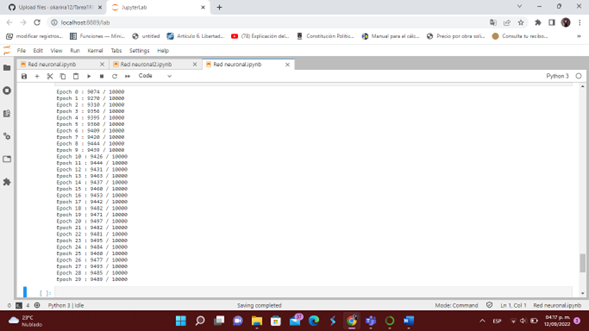 Upload files · skarina12/Tarea19
JupyterLab
localhost:8889/lab
modificar registros...
Funciones — Mini...
untitled
Artículo 6. Libertad...
(78) Explicación del...
Constitución Polític...
Manual para el cálc...
Precio por obra soli...
Consulta tu recibo...
File Edit View Run Kernel Tabs Settings Help
Red neuronal.ipynb
Red neuronal2.ipynb
Red neuronal.ipynb
Code
Python 3
Epoch 0 : 9074 / 10000
Epoch 1 : 9270 / 10000
Epoch 2 : 9310 / 10000
Epoch 3 : 9356 / 10000
Epoch 4 : 9395 / 10000
Epoch 5 : 9360 / 10000
Epoch 6 : 9409 / 10000
Epoch 7 : 9420 / 10000
Epoch 8 : 9444 / 10000
Epoch 9 : 9439 / 10000
Epoch 10 : 9426 / 10000
Epoch 11 : 9444 / 10000
Epoch 12 : 9431 / 10000
Epoch 13 : 9463 / 10000
Epoch 14 : 9437 / 10000
Epoch 15 : 9460 / 10000
Epoch 16 : 9453 / 10000
Epoch 17 : 9442 / 10000
Epoch 18 : 9482 / 10000
Epoch 19 : 9471 / 10000
Epoch 20 : 9497 / 10000
Epoch 21 : 9482 / 10000
Epoch 22 : 9481 / 10000
Epoch 23 : 9495 / 10000
Epoch 24 : 9484 / 10000
Epoch 25 : 9460 / 10000
Epoch 26 : 9477 / 10000
Epoch 27 : 9493 / 10000
Epoch 28 : 9485 / 10000
Epoch 29 : 9489 / 10000
[ ]:
0 4 Python 3 | Idle
Saving completed
Mode: Command
Ln 1, Col 1
Red neuronal.ipynb
23°C
Nublado
ESP
04:17 p. m.
12/09/2022